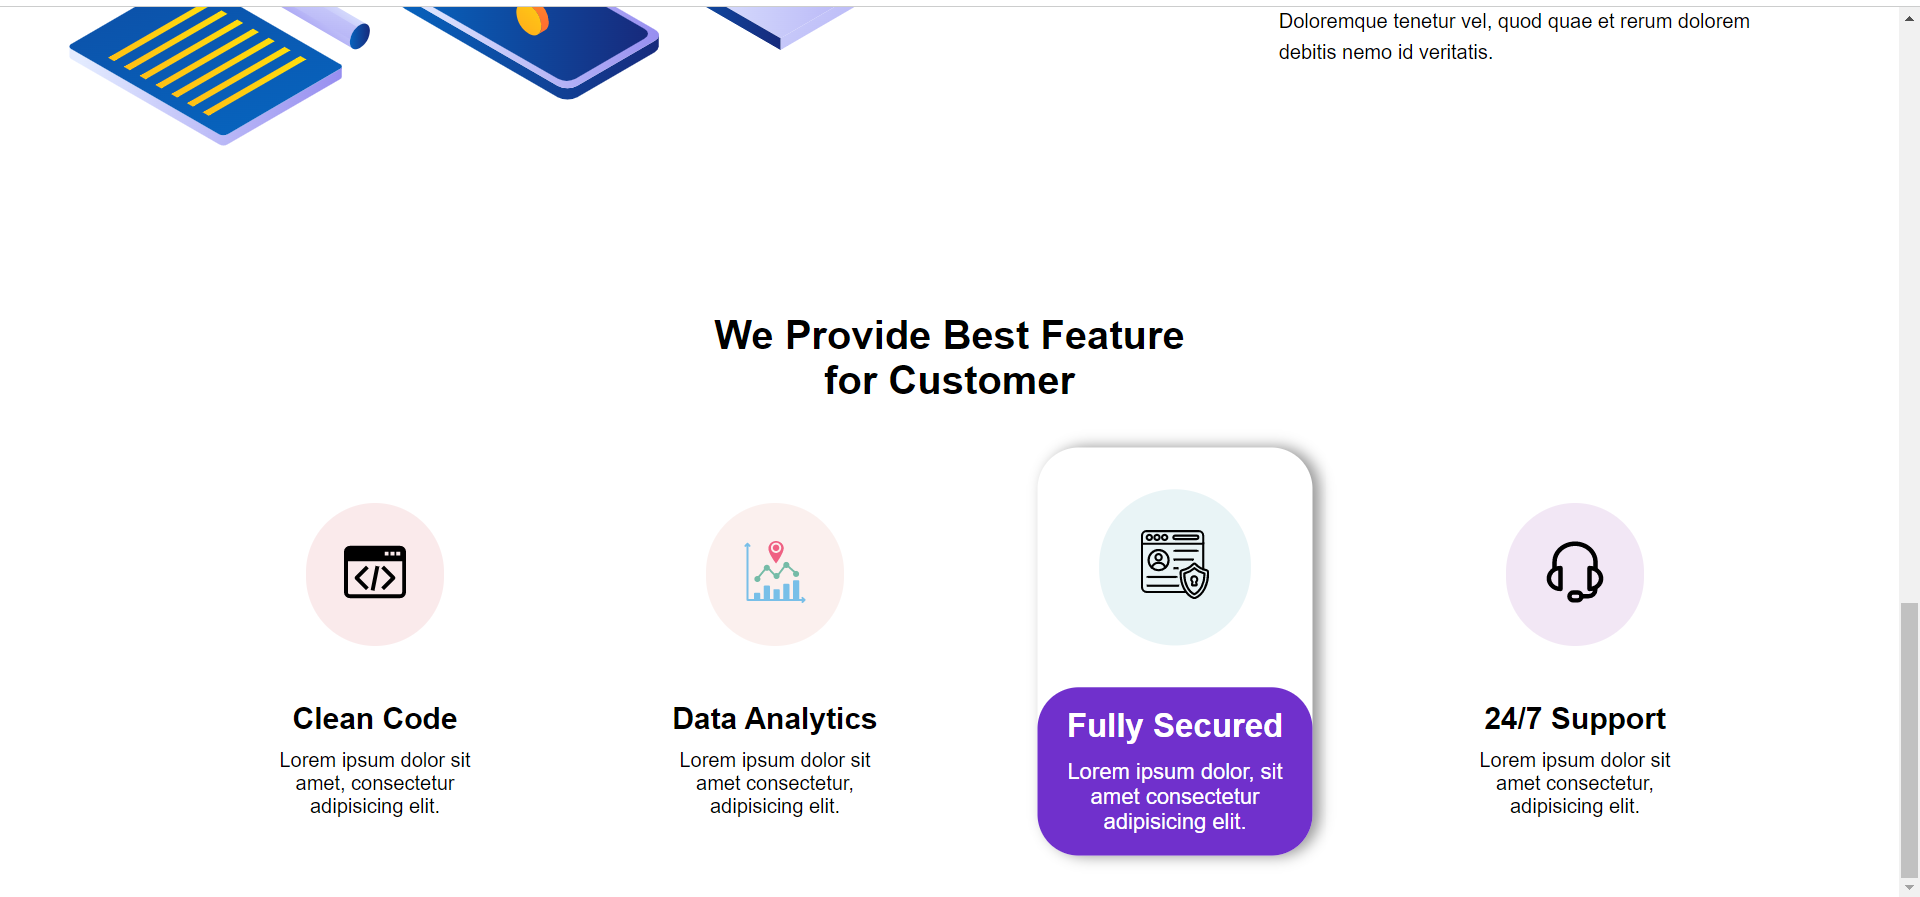 Doloremque tenetur vel, quod quae et rerum dolorem
debitis nemo id veritatis.
We Provide Best Feature
for Customer
Clean Code
Lorem ipsum dolor sit
amet, consectetur
adipisicing elit.
Data Analytics
Lorem ipsum dolor sit
amet consectetur,
adipisicing elit.
Fully Secured
Lorem ipsum dolor, sit
amet consectetur
adipisicing elit.
24/7 Support
Lorem ipsum dolor sit
amet consectetur,
adipisicing elit.